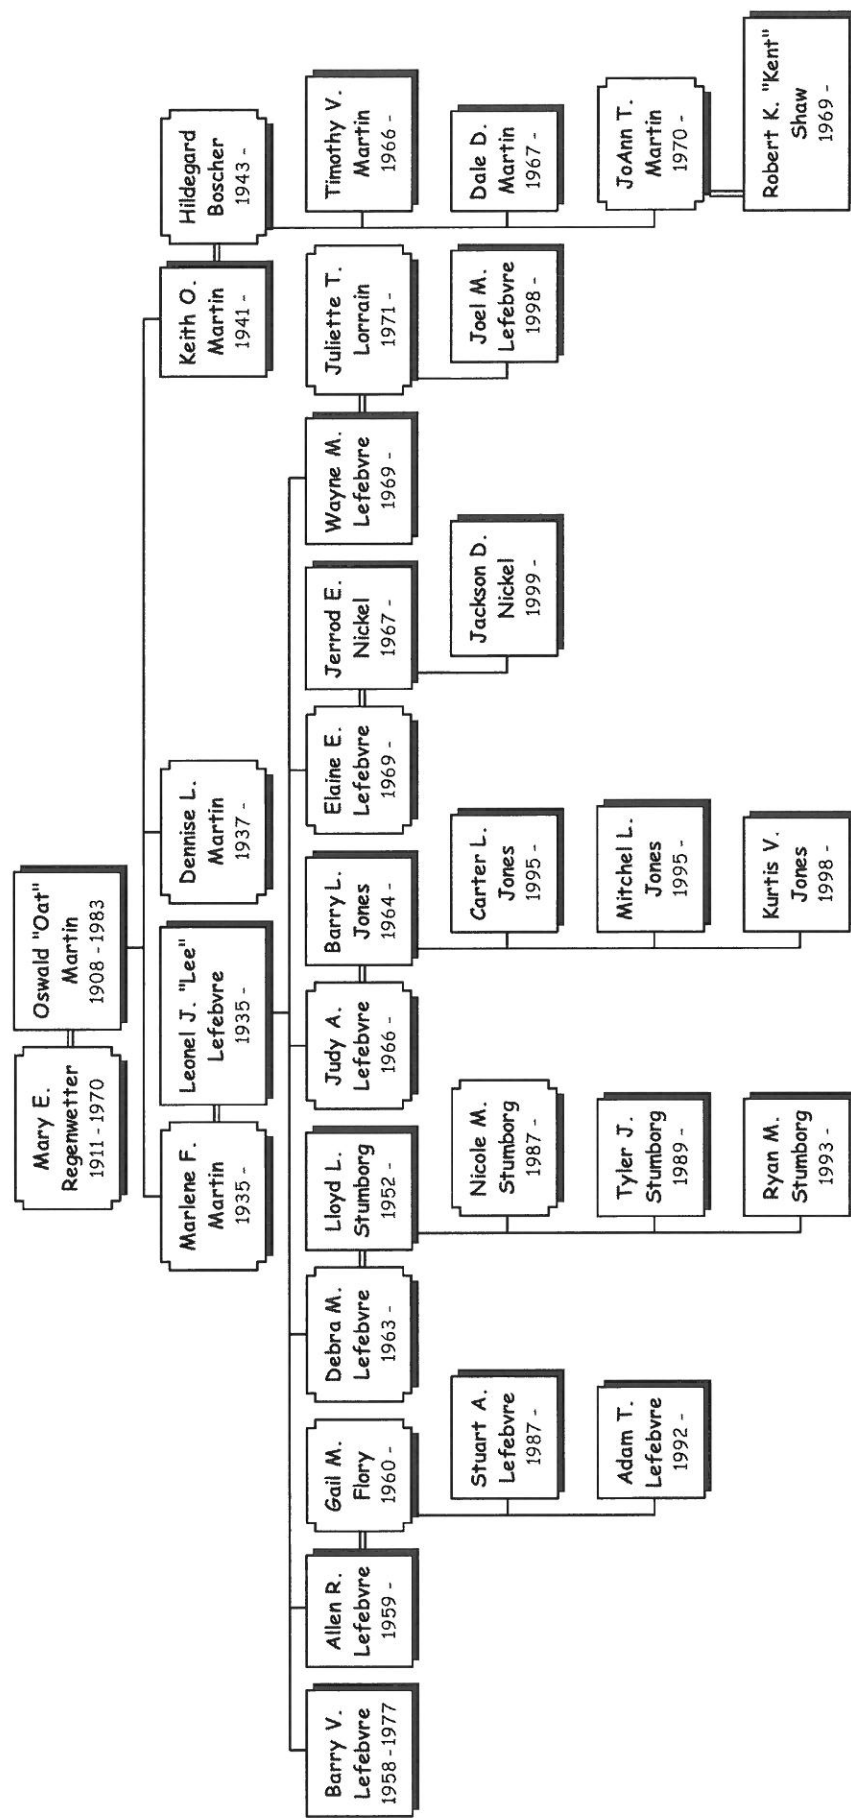 Mary E.
Regenwetter
1911 - 1970
Oswald "Oat"
Martin
1908 - 1983
Marlene F.
Martin
1935 -
Leonel J. "Lee"
Lefebvre
1935 -
Dennise L.
Martin
1937 -
Keith O.
Martin
1941 -
Hildegard
Boscher
1943 -
Barry V.
Lefebvre
1958 - 1977
Allen R.
Lefebvre
1959 -
Gail M.
Flory
1960 -
Debra M.
Lefebvre
1963 -
Lloyd L.
Stumborg
1952 -
Judy A.
Lefebvre
1966 -
Barry L.
Jones
1964 -
Elaine E.
Lefebvre
1969 -
Jerrod E.
Nickel
1967 -
Wayne M.
Lefebvre
1969 -
Juliette T.
Lorrain
1971 -
Timothy V.
Martin
1966 -
Stuart A.
Lefebvre
1987 -
Nicole M.
Stumborg
1987 -
Carter L.
Jones
1995 -
Jackson D.
Nickel
1999 -
Joel M.
Lefebvre
1998 -
Dale D.
Martin
1967 -
Adam T.
Lefebvre
1992 -
Tyler J.
Stumborg
1989 -
Mitchel L.
Jones
1995 -
JoAnn T.
Martin
1970 -
Ryan M.
Stumborg
1993 -
Kurtis V.
Jones
1998 -
Robert K. "Kent"
Shaw
1969 -